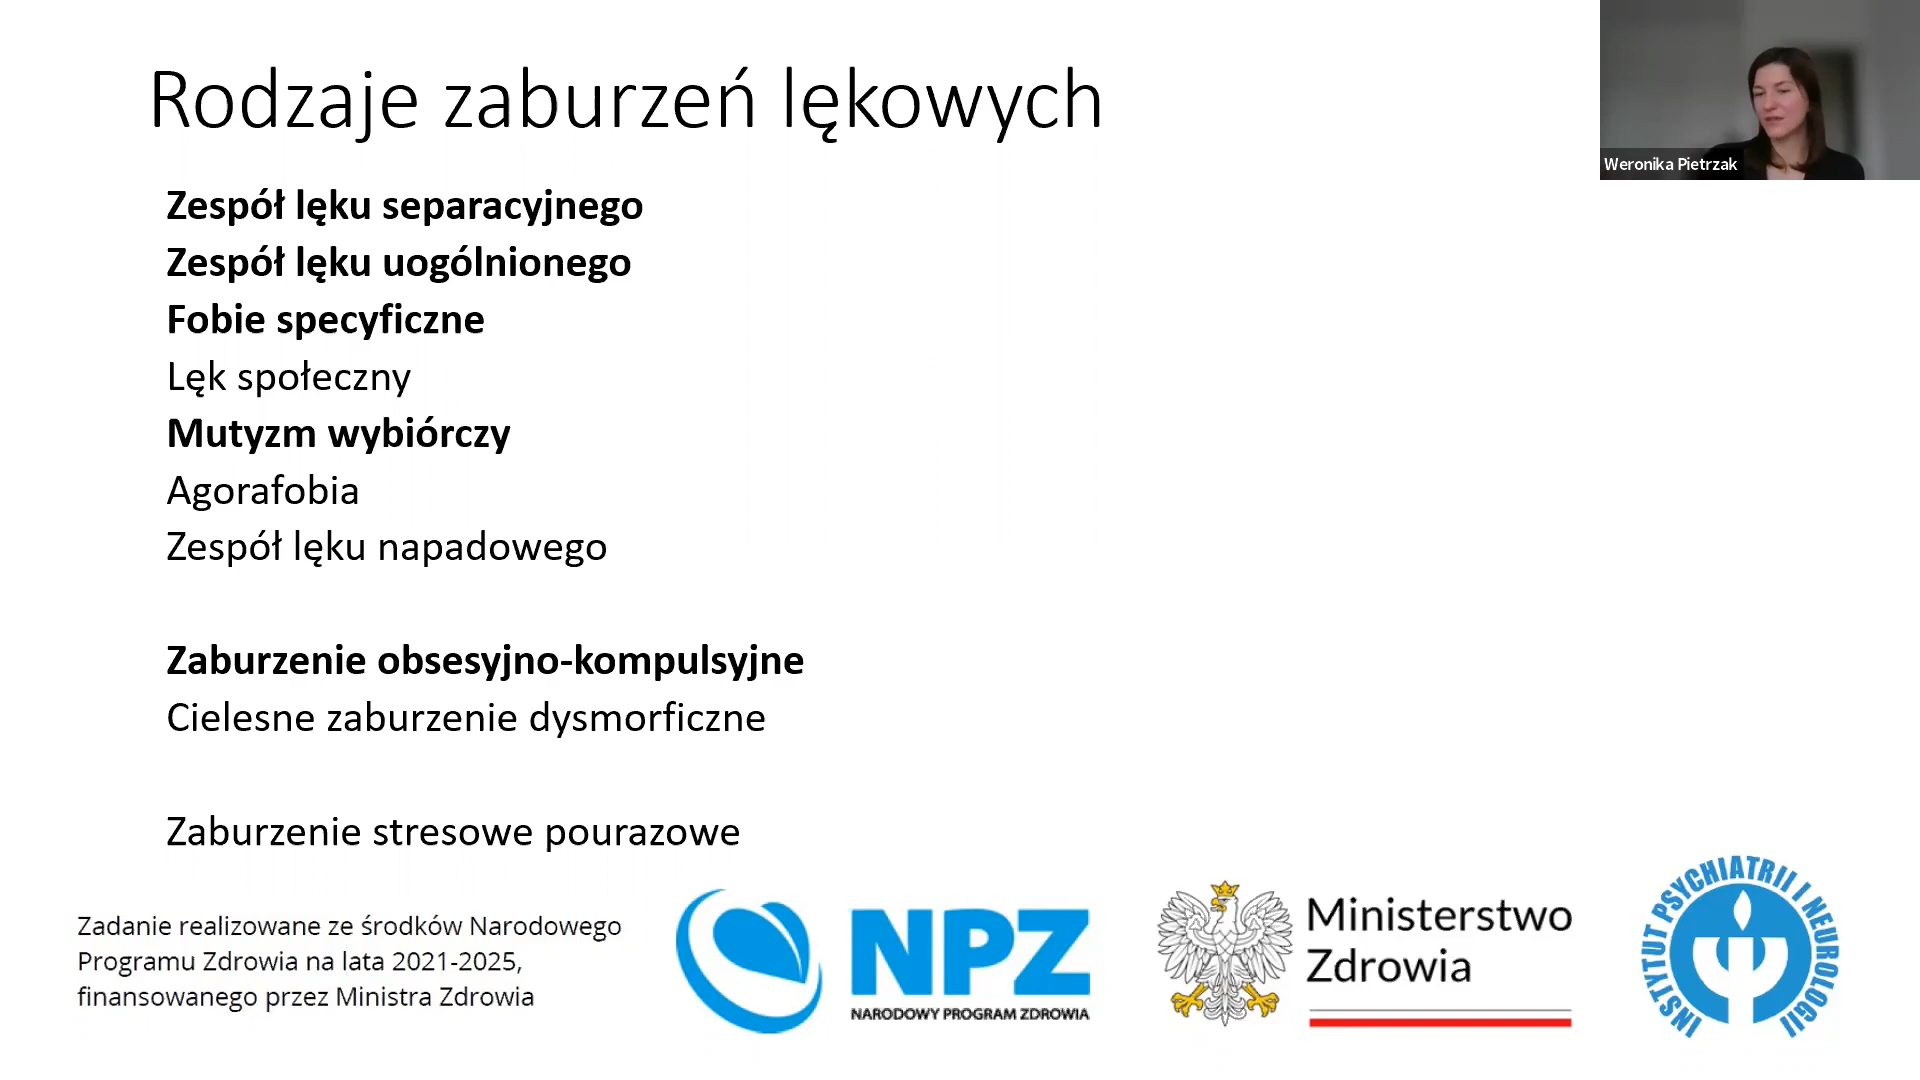 Rodzaje zaburzeń lękowych
Weronika Pietrzak
Zespół lęku separacyjnego
Zespół lęku uogólnionego
Fobie specyficzne
Lęk społeczny
Mutyzm wybiórczy
Agorafobia
Zespół lęku napadowego
Zaburzenie obsesyjno-kompulsyjne
Cielesne zaburzenie dysmorficzne
Zaburzenie stresowe pourazowe
Zadanie realizowane ze środków Narodowego
Programu Zdrowia na lata 2021-2025,
finansowanego przez Ministra Zdrowia
NPZ
NARODOWY PROGRAM ZDROWIA
Ministerstwo
Zdrowia
INSTYTUT PSYCHIATRII I NEUROLOGII